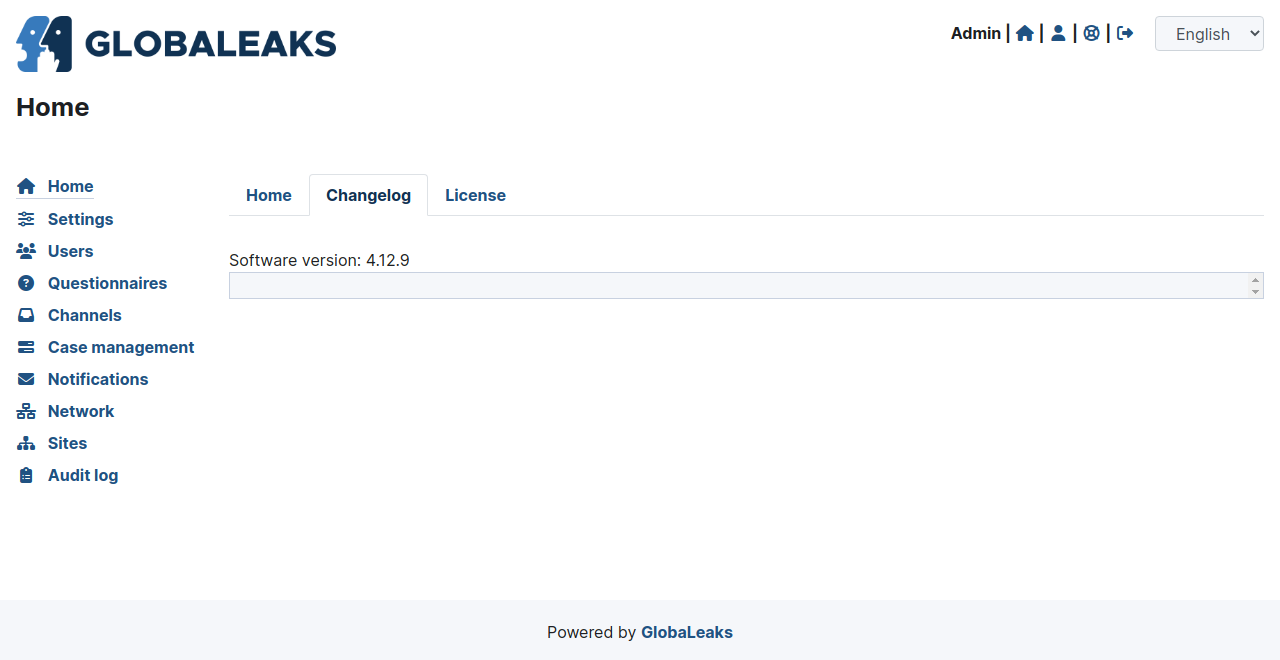 GLOBALEAKS
Admin | | | |
English
Home
Home
Settings
Users
Questionnaires
Channels
Case management
Notifications
Network
Sites
Audit log
Home Changelog License
Software version: 4.12.9
Powered by GlobaLeaks